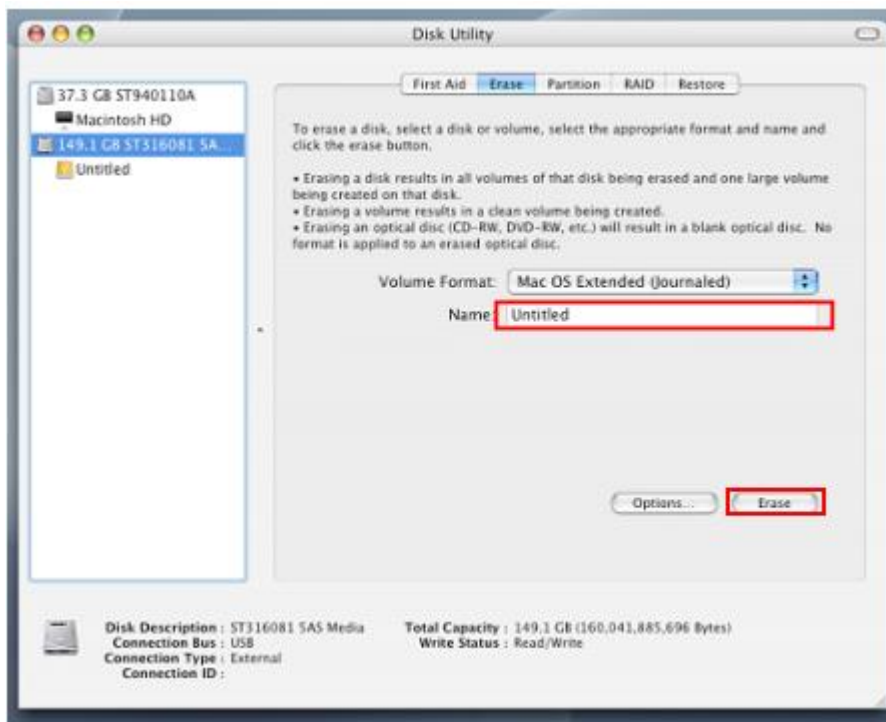 Disk Utility
37.3 GB ST940110A
Macintosh HD
149.1 GB ST316081 5A...
Untitled
First Aid Erase Partition RAID Restore
To erase a disk, select a disk or volume, select the appropriate format and name and
click the erase button.
• Erasing a disk results in all volumes of that disk being erased and one large volume
being created on that disk.
• Erasing a volume results in a clean volume being created.
• Erasing an optical disc (CD-RW, DVD-RW, etc.) will result in a blank optical disc. No
format is applied to an erased optical disc.
Volume Format: Mac OS Extended (Journaled)
Name: Untitled
Options... Erase
Disk Description : ST316081 5AS Media
Connection Bus : USB
Connection Type : External
Connection ID :
Total Capacity : 149.1 GB (160,041,885,696 Bytes)
Write Status : Read/Write